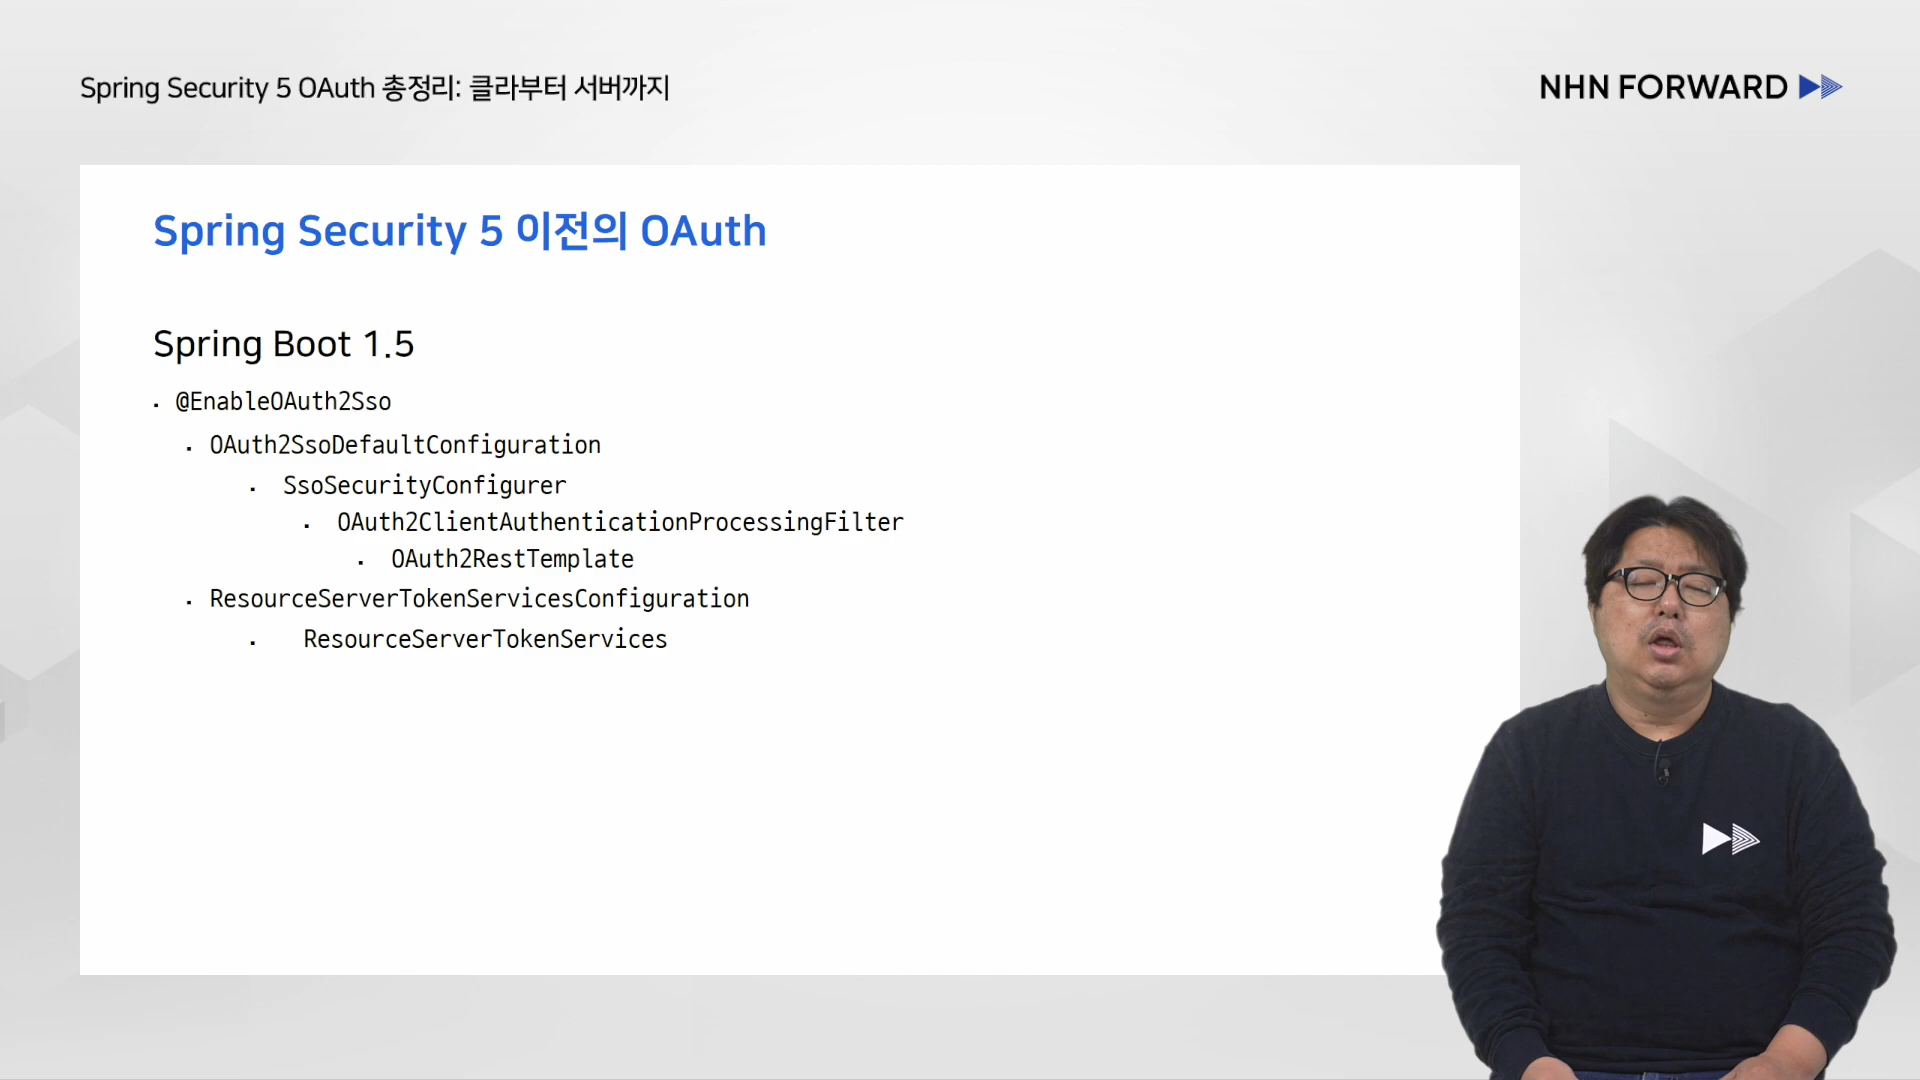 Spring Security 5 OAuth 총정리: 클라부터 서버까지
NHN FORWARD
Spring Security 5 이전의 OAuth
Spring Boot 1.5
@EnableOAuth2Sso
OAuth2SsoDefaultConfiguration
SsoSecurityConfigurer
OAuth2ClientAuthenticationProcessingFilter
OAuth2RestTemplate
ResourceServerTokenServicesConfiguration
ResourceServerTokenServices